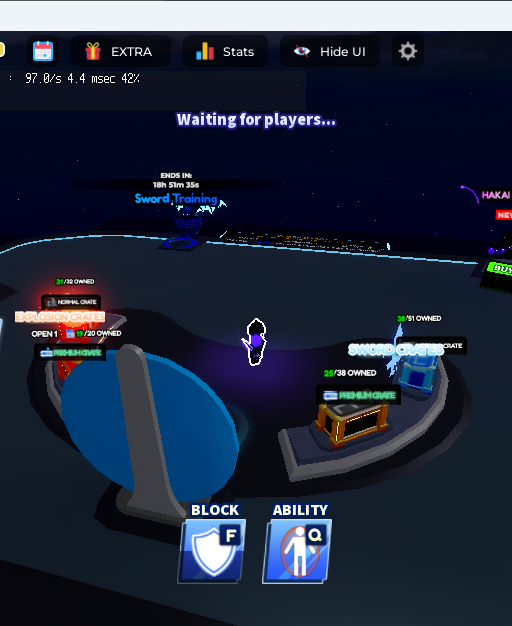 EXTRA
Stats
Hide UI
: 97.0/s 4.4 msec 42%
Waiting for players...
ENDS IN:
18h 51m 35s
Sword Training
HAKAI
NEW
BUY
31/32 OWNED
NORMAL CRATE
EXPLOSION CRATES
OPEN 1
19/20 OWNED
PREMIUM CRATE
38/51 OWNED
SWORD CRATES
CRATE
25/38 OWNED
PREMIUM CRATE
BLOCK
F
ABILITY
Q